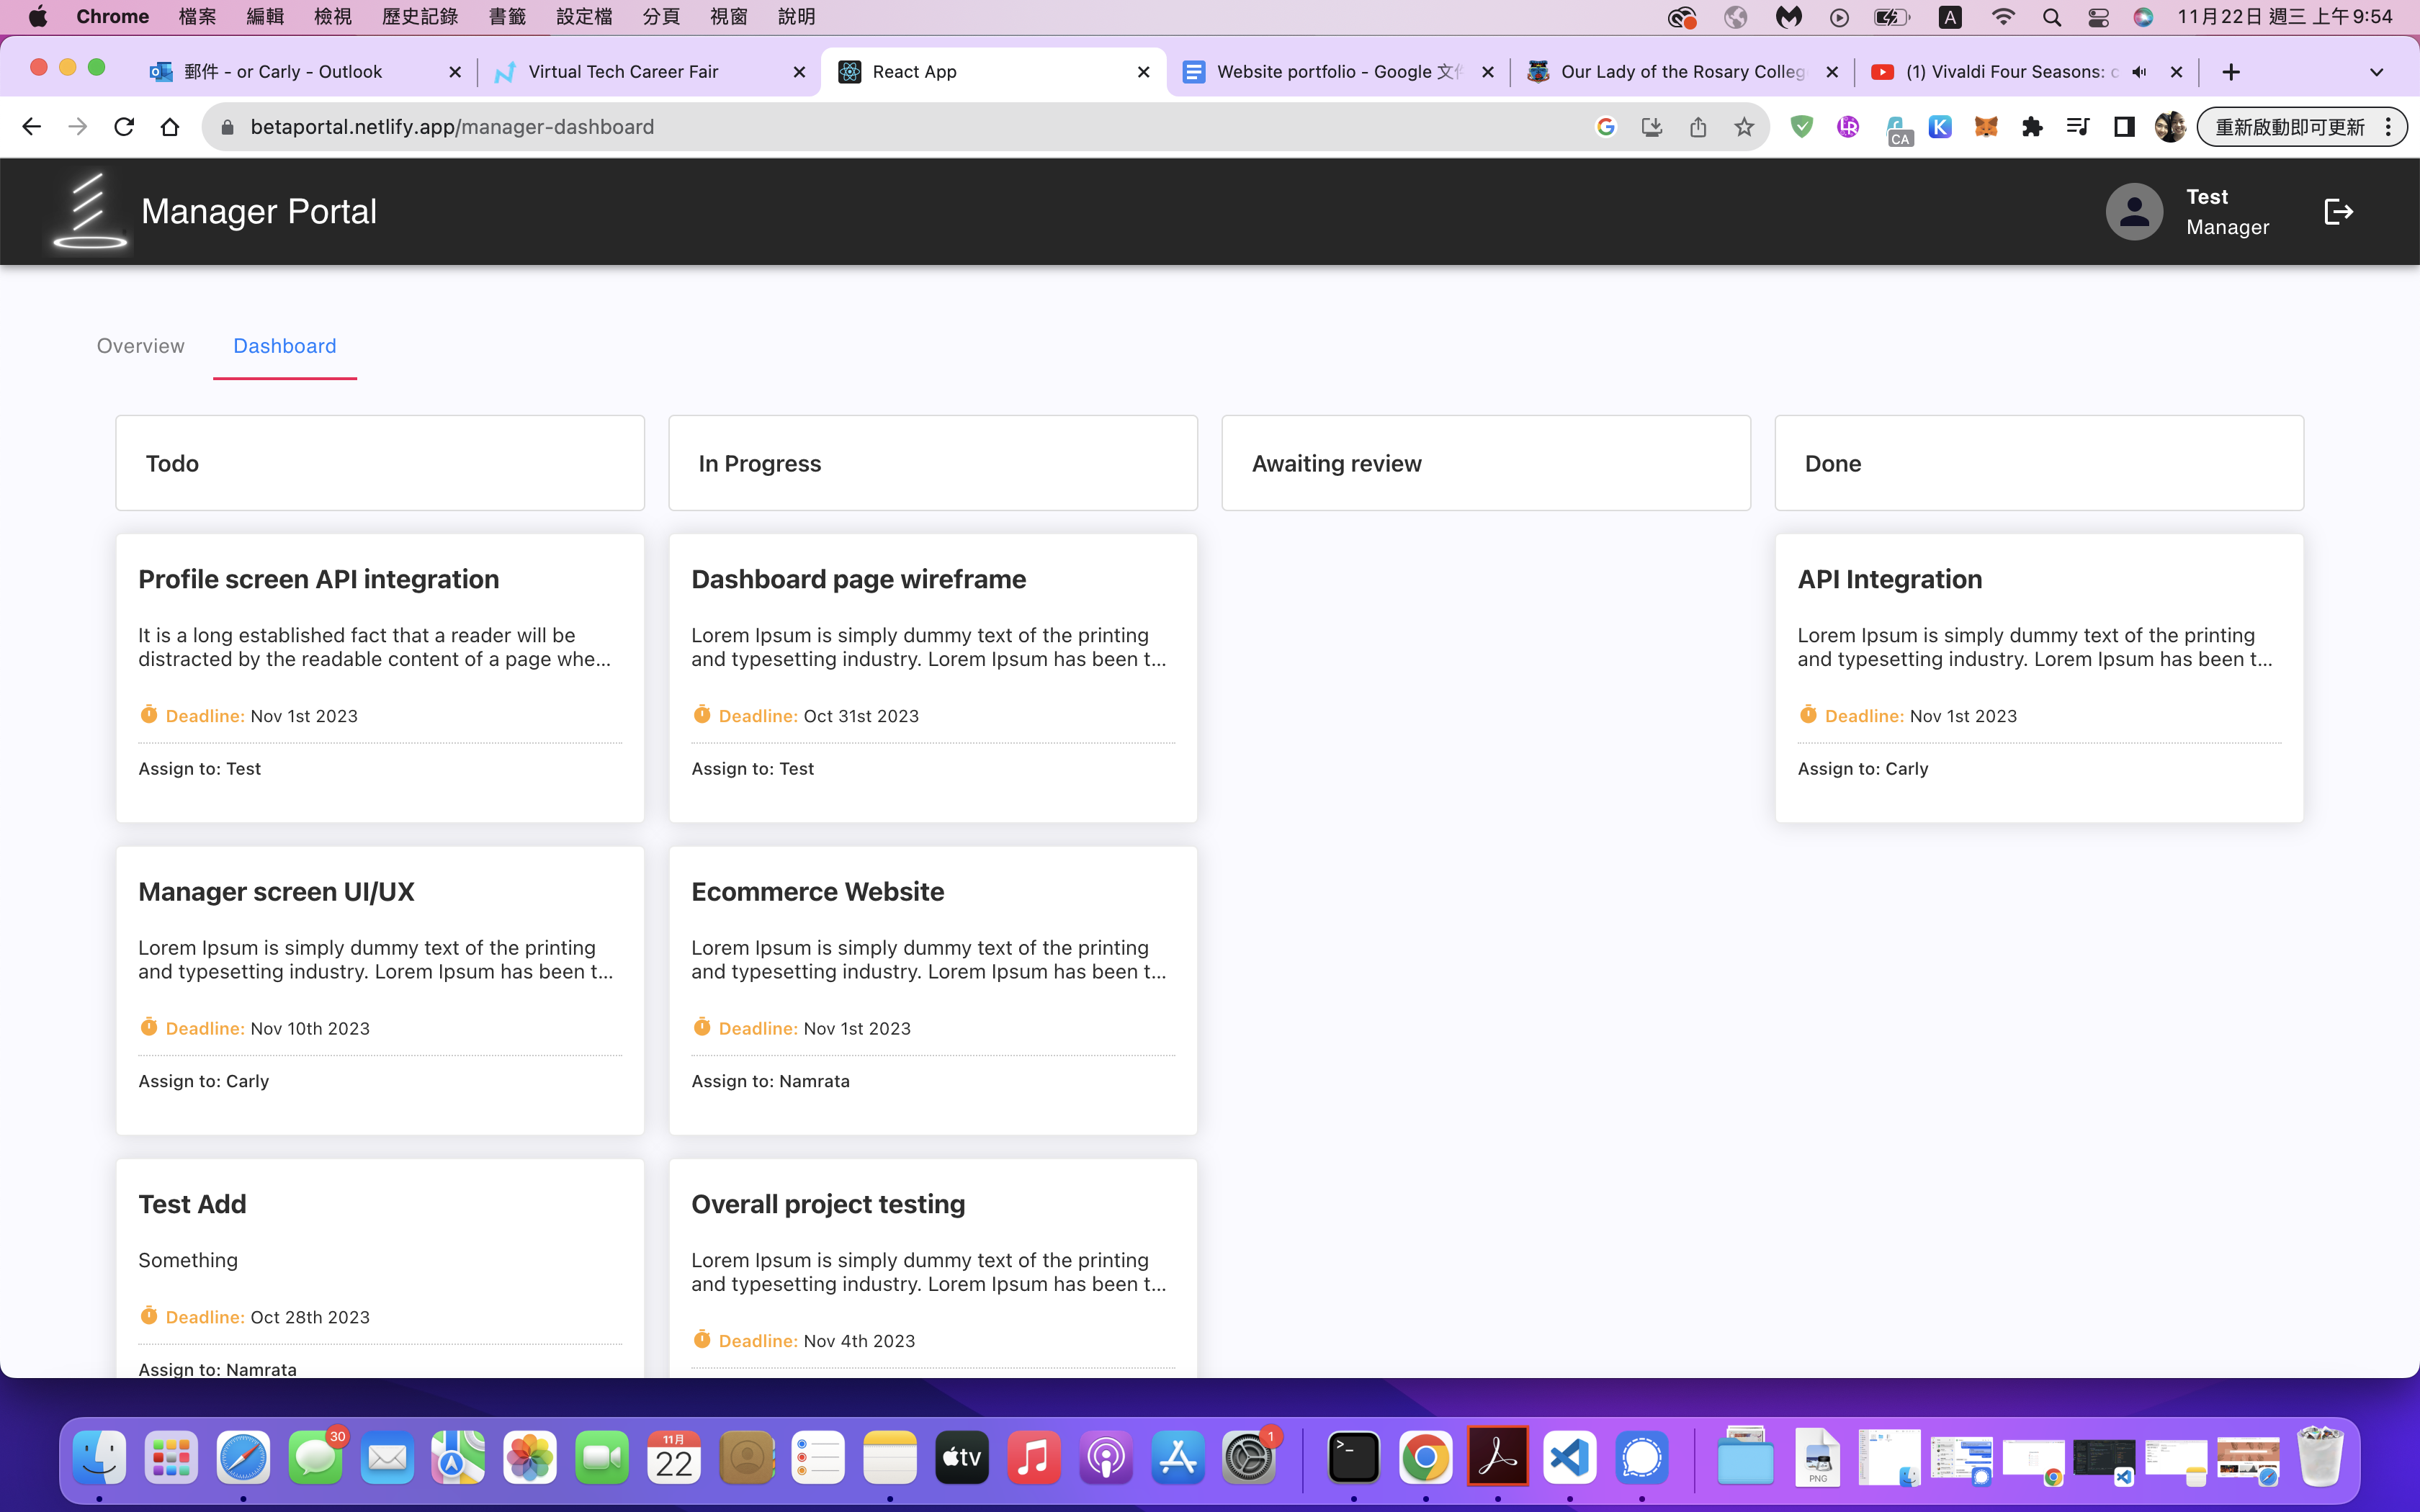 Chrome 檔案 編輯 檢視 歷史記錄 書籤 設定檔 分頁 視窗 說明 A 11月22日 週三 上午9:54
郵件 - or Carly - Outlook Virtual Tech Career Fair React App Website portfolio - Google 文 Our Lady of the Rosary Colleg (1) Vivaldi Four Seasons:
betaportal.netlify.app/manager-dashboard CA K 重新啟動即可更新
Manager Portal
Test
Manager
Overview Dashboard
Todo In Progress Awaiting review Done
Profile screen API integration
It is a long established fact that a reader will be
distracted by the readable content of a page whe...
Deadline: Nov 1st 2023
Assign to: Test
Manager screen UI/UX
Lorem Ipsum is simply dummy text of the printing
and typesetting industry. Lorem Ipsum has been t...
Deadline: Nov 10th 2023
Assign to: Carly
Test Add
Something
Deadline: Oct 28th 2023
Assign to: Namrata
Dashboard page wireframe
Lorem Ipsum is simply dummy text of the printing
and typesetting industry. Lorem Ipsum has been t...
Deadline: Oct 31st 2023
Assign to: Test
Ecommerce Website
Lorem Ipsum is simply dummy text of the printing
and typesetting industry. Lorem Ipsum has been t...
Deadline: Nov 1st 2023
Assign to: Namrata
Overall project testing
Lorem Ipsum is simply dummy text of the printing
and typesetting industry. Lorem Ipsum has been t...
Deadline: Nov 4th 2023
API Integration
Lorem Ipsum is simply dummy text of the printing
and typesetting industry. Lorem Ipsum has been t...
Deadline: Nov 1st 2023
Assign to: Carly
30 11月 22 tv 1 PNG